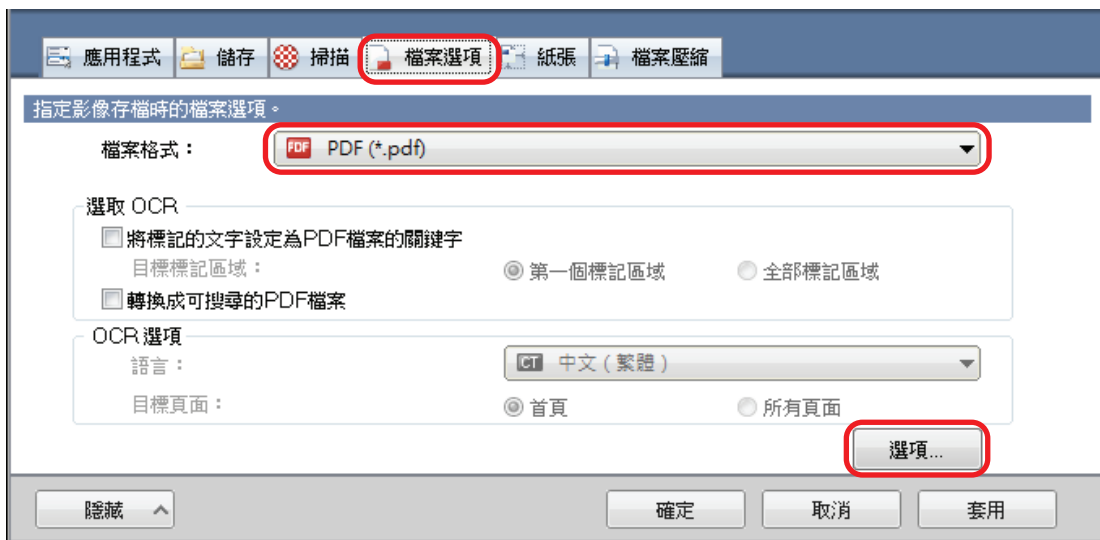 應用程式 儲存 掃描 檔案選項 紙張 檔案壓縮
指定影像存檔時的檔案選項。
檔案格式： PDF PDF (*.pdf)
選取 OCR
將標記的文字設定為PDF檔案的關鍵字
目標標記區域： 第一個標記區域 全部標記區域
轉換成可搜尋的PDF檔案
OCR 選項
語言： CT 中文 ( 繁體 )
目標頁面： 首頁 所有頁面
選項...
隱藏 確定 取消 套用